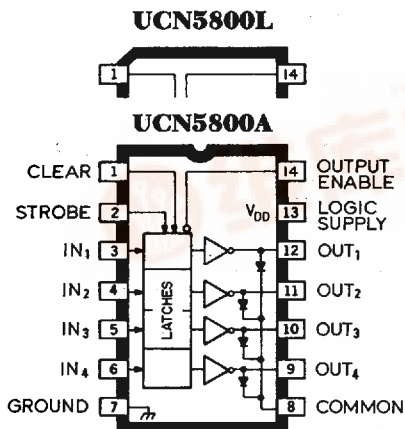 UCN5800L
1 14
UCN5800A
CLEAR 1 14 OUTPUT ENABLE
STROBE 2 VDD 13 LOGIC SUPPLY
IN1 3 12 OUT1
IN2 4 11 OUT2
LATCHES
IN3 5 10 OUT3
IN4 6 9 OUT4
GROUND 7 8 COMMON